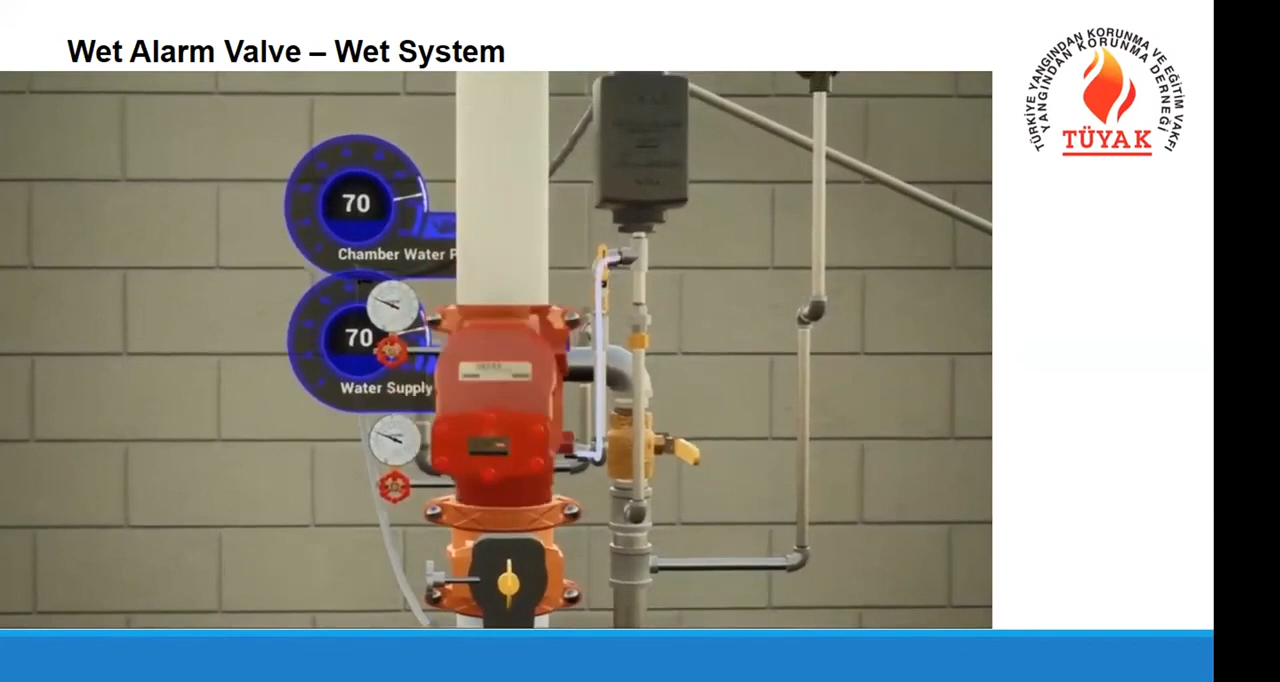 Wet Alarm Valve – Wet System
TÜRKİYE YANGINDAN KORUNMA VE EĞİTİM VAKFI
YANGINDAN KORUNMA DERNEĞİ
TÜYAK
70
Chamber Water P
70
Water Supply